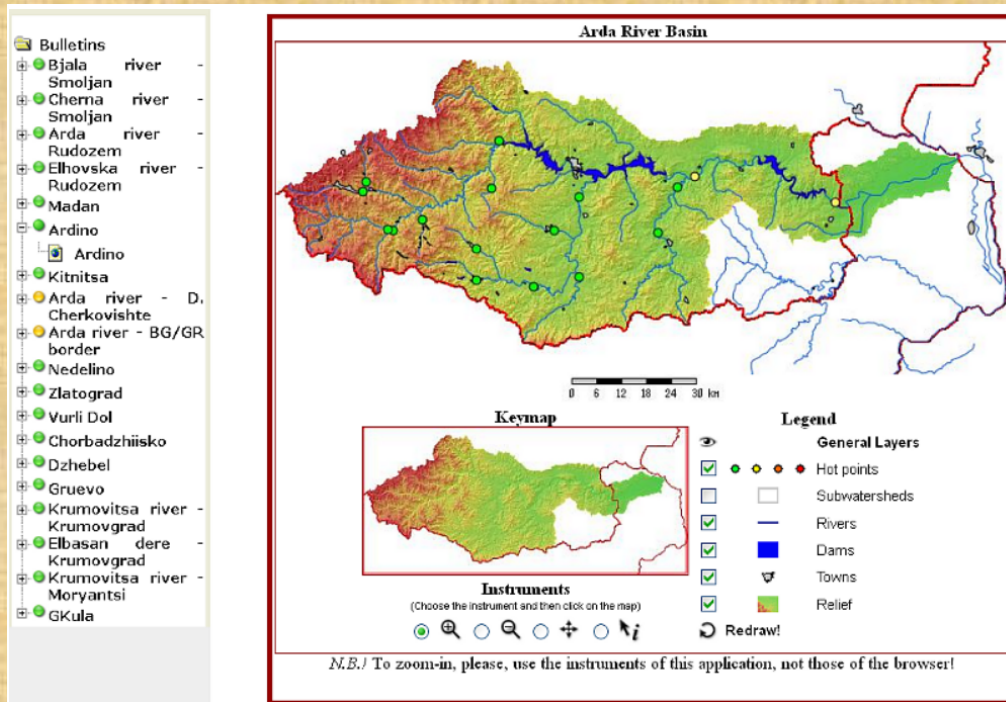 Bulletins
Bjala river -
Smoljan
Cherna river -
Smoljan
Arda river -
Rudozem
Elhovska river -
Rudozem
Madan
Ardino
Ardino
Kitnitsa
Arda river - D.
Cherkovishte
Arda river - BG/GR
border
Nedelino
Zlatograd
Vurli Dol
Chorbadzhiisko
Dzhebel
Gruevo
Krumovitsa river -
Krumovgrad
Elbasan dere -
Krumovgrad
Krumovitsa river -
Moryantsi
GKula
Arda River Basin
0 6 12 18 24 30 km
Keymap
Instruments
(Choose the instrument and then click on the map)
Legend
General Layers
Hot points
Subwatersheds
Rivers
Dams
Towns
Relief
Redraw!
N.B./ To zoom-in, please, use the instruments of this application, not those of the browser!